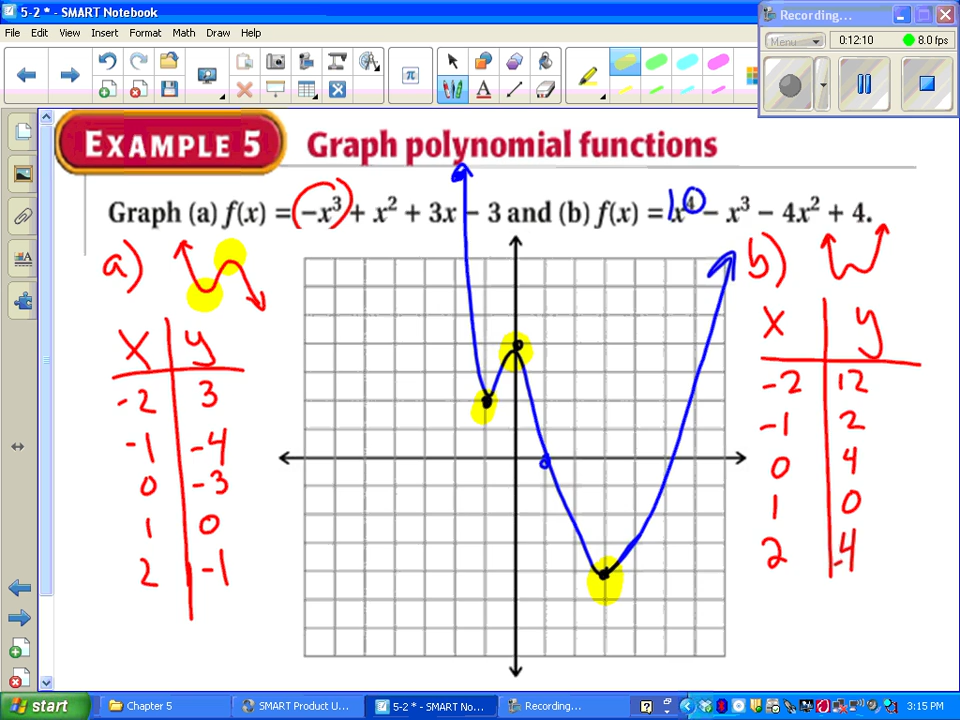 5-2 * - SMART Notebook
Recording...
File Edit View Insert Format Math Draw Help
Menu 0:12:10 8.0 fps
EXAMPLE 5 Graph polynomial functions
Graph (a) f(x) = −x³ + x² + 3x − 3 and (b) f(x) = x⁴ − x³ − 4x² + 4.
10
a)
b)
x y
-2 3
-1 -4
0 -3
1 0
2 -1
x y
-2 12
-1 2
0 4
1 0
2 -4
start Chapter 5 SMART Product U... 5-2 * - SMART No... Recording... 3:15 PM